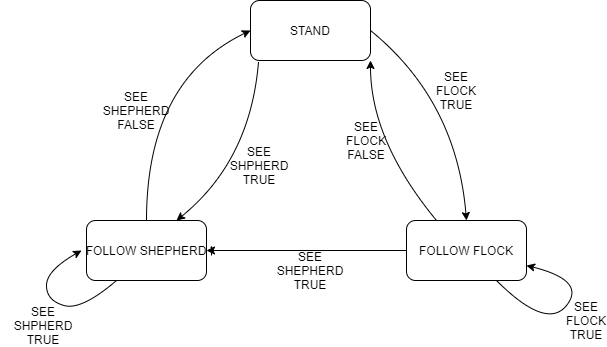 STAND
SEE
FLOCK
TRUE
SEE
SHEPHERD
FALSE
SEE
FLOCK
FALSE
SEE
SHPHERD
TRUE
FOLLOW SHEPHERD
FOLLOW FLOCK
SEE
SHEPHERD
TRUE
SEE
SHPHERD
TRUE
SEE
FLOCK
TRUE